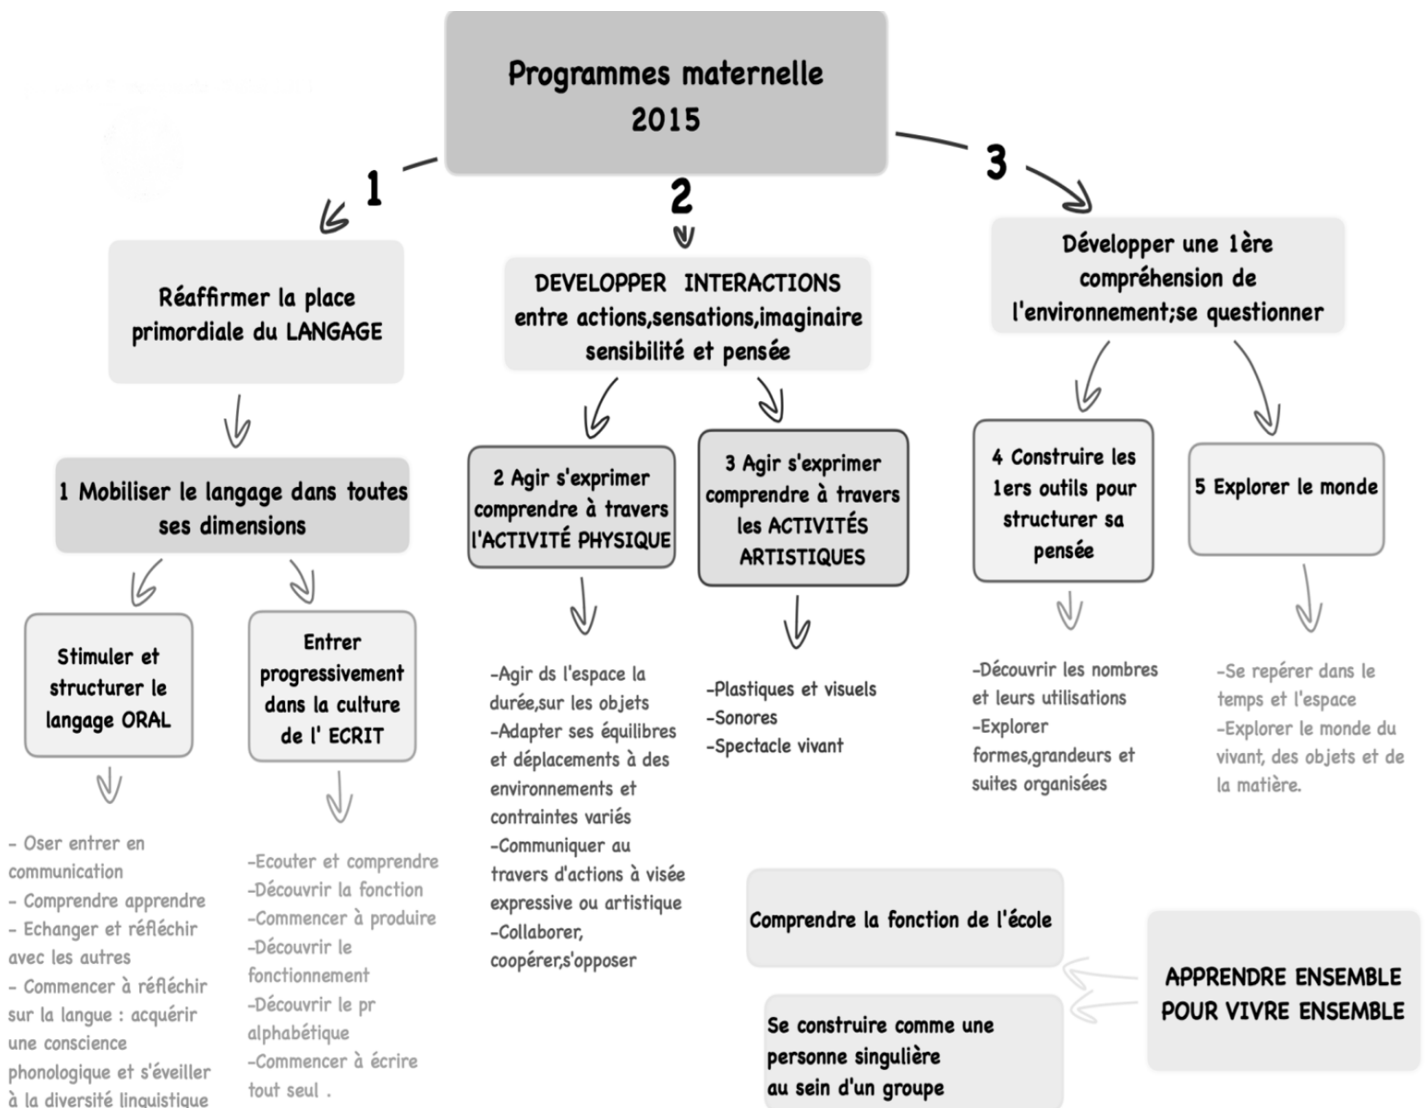 Programmes maternelle
2015
1
2
3
Réaffirmer la place
primordiale du LANGAGE
DEVELOPPER INTERACTIONS
entre actions,sensations,imaginaire
sensibilité et pensée
Développer une 1ère
compréhension de
l'environnement;se questionner
1 Mobiliser le langage dans toutes
ses dimensions
2 Agir s'exprimer
comprendre à travers
l'ACTIVITÉ PHYSIQUE
3 Agir s'exprimer
comprendre à travers
les ACTIVITÉS
ARTISTIQUES
4 Construire les
1ers outils pour
structurer sa
pensée
5 Explorer le monde
Stimuler et
structurer le
langage ORAL
Entrer
progressivement
dans la culture
de l' ECRIT
- Oser entrer en
communication
- Comprendre apprendre
- Echanger et réfléchir
avec les autres
- Commencer à réfléchir
sur la langue : acquérir
une conscience
phonologique et s'éveiller
à la diversité linguistique
-Ecouter et comprendre
-Découvrir la fonction
-Commencer à produire
-Découvrir le
fonctionnement
-Découvrir le pr
alphabétique
-Commencer à écrire
tout seul .
-Agir ds l'espace la
durée,sur les objets
-Adapter ses équilibres
et déplacements à des
environnements et
contraintes variés
-Communiquer au
travers d'actions à visée
expressive ou artistique
-Collaborer,
coopérer,s'opposer
-Plastiques et visuels
-Sonores
-Spectacle vivant
-Découvrir les nombres
et leurs utilisations
-Explorer
formes,grandeurs et
suites organisées
-Se repérer dans le
temps et l'espace
-Explorer le monde du
vivant, des objets et de
la matière.
Comprendre la fonction de l'école
Se construire comme une
personne singulière
au sein d'un groupe
APPRENDRE ENSEMBLE
POUR VIVRE ENSEMBLE